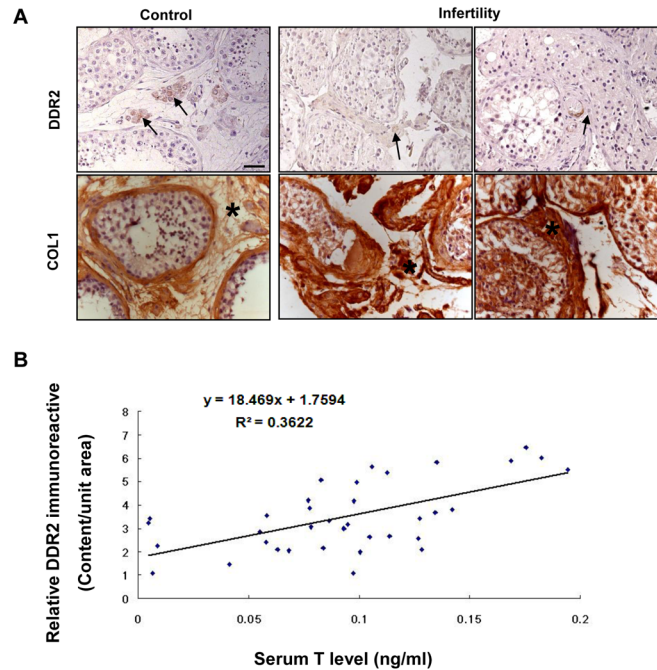 A
Control
Infertility
DDR2
COL1
*
*
*
B
y = 18.469x + 1.7594
R² = 0.3622
Relative DDR2 immunoreactive
(Content/unit area)
8
7
6
5
4
3
2
1
0
0
0.05
0.1
0.15
0.2
Serum T level (ng/ml)